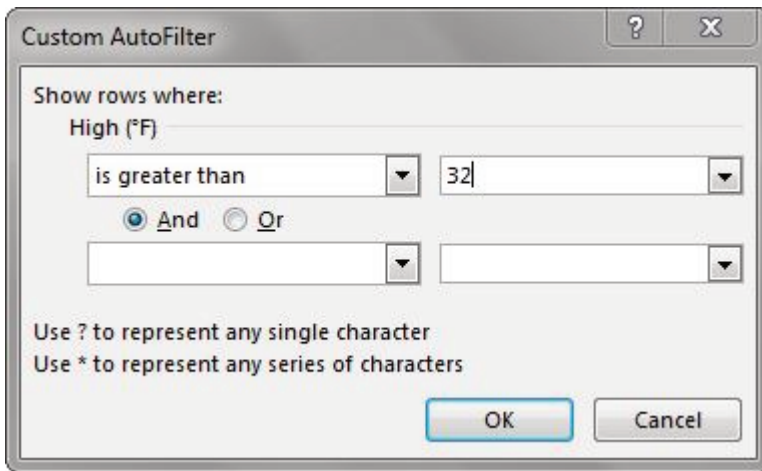 Custom AutoFilter ?
Show rows where:
High (°F)
is greater than 32
And Or
Use ? to represent any single character
Use * to represent any series of characters
OK Cancel